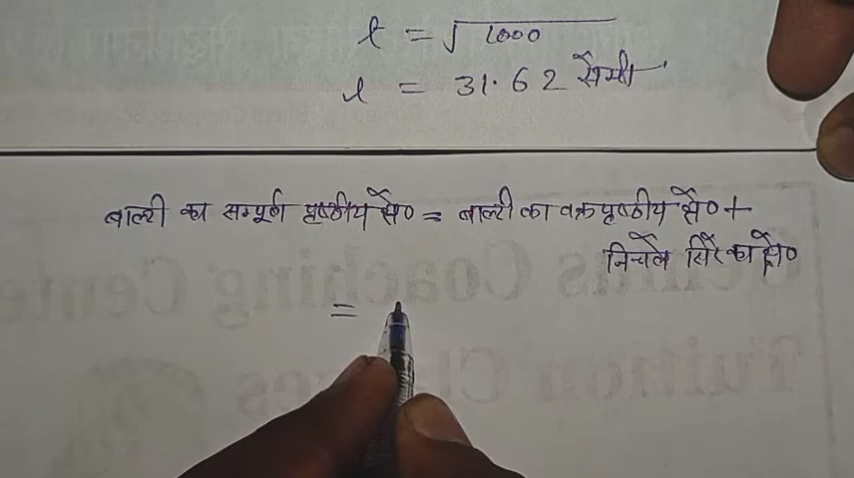 l = √1000
l = 31.62 सेमी
बाल्टी का सम्पूर्ण पृष्ठीय क्षे० = बाल्टी का वक्रपृष्ठीय क्षे० +
निचले सिरे का क्षे०
=